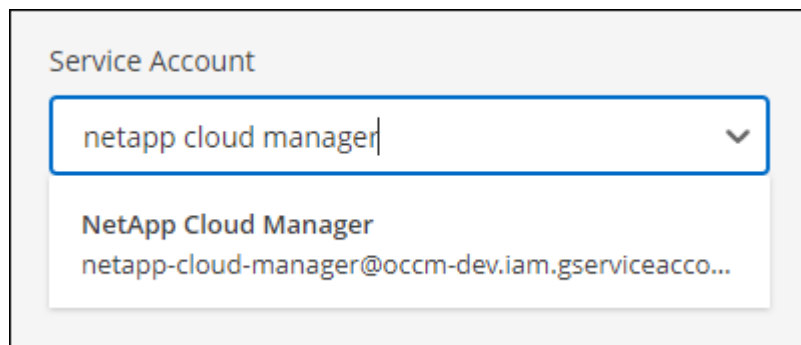 Service Account
netapp cloud manager
NetApp Cloud Manager
netapp-cloud-manager@occm-dev.iam.gserviceacco...